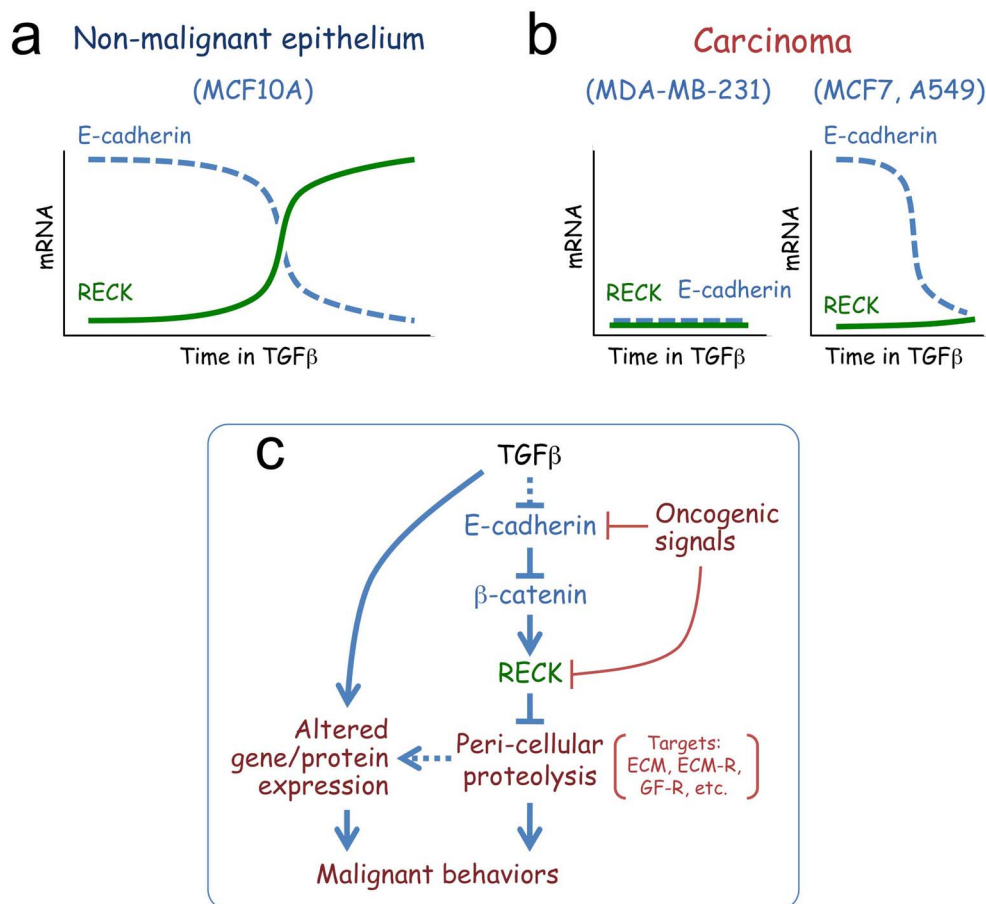 a
Non-malignant epithelium
(MCF10A)
E-cadherin
mRNA
RECK
Time in TGFβ
b
Carcinoma
(MDA-MB-231)
mRNA
RECK
E-cadherin
Time in TGFβ
(MCF7, A549)
E-cadherin
mRNA
RECK
Time in TGFβ
c
TGFβ
E-cadherin
Oncogenic
signals
β-catenin
RECK
Altered
gene/protein
expression
Peri-cellular
proteolysis
Targets:
ECM, ECM-R,
GF-R, etc.
Malignant behaviors